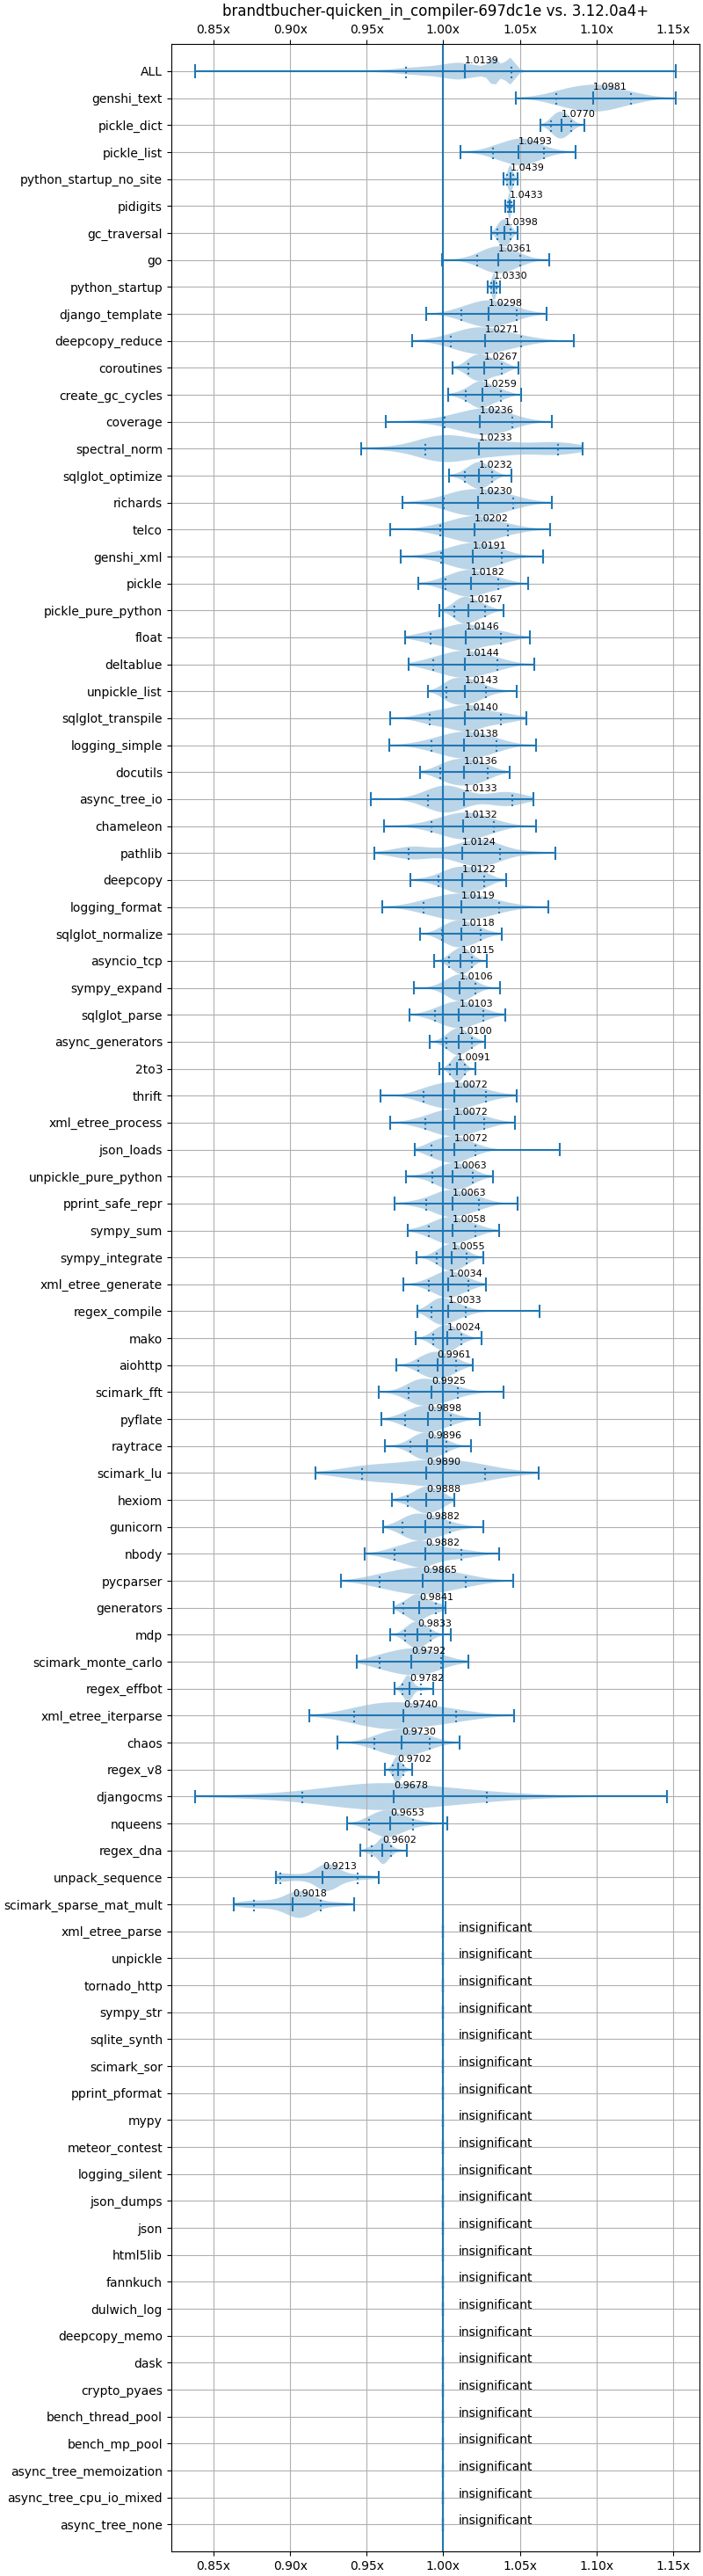 brandtbucher-quicken_in_compiler-697dc1e vs. 3.12.0a4+
0.85x 0.90x 0.95x 1.00x 1.05x 1.10x 1.15x
ALL 1.0139
genshi_text 1.0981
pickle_dict 1.0770
pickle_list 1.0493
python_startup_no_site 1.0439
pidigits 1.0433
gc_traversal 1.0398
go 1.0361
python_startup 1.0330
django_template 1.0298
deepcopy_reduce 1.0271
coroutines 1.0267
create_gc_cycles 1.0259
coverage 1.0236
spectral_norm 1.0233
sqlglot_optimize 1.0232
richards 1.0230
telco 1.0202
genshi_xml 1.0191
pickle 1.0182
pickle_pure_python 1.0167
float 1.0146
deltablue 1.0144
unpickle_list 1.0143
sqlglot_transpile 1.0140
logging_simple 1.0138
docutils 1.0136
async_tree_io 1.0133
chameleon 1.0132
pathlib 1.0124
deepcopy 1.0122
logging_format 1.0119
sqlglot_normalize 1.0118
asyncio_tcp 1.0115
sympy_expand 1.0106
sqlglot_parse 1.0103
async_generators 1.0100
2to3 1.0091
thrift 1.0072
xml_etree_process 1.0072
json_loads 1.0072
unpickle_pure_python 1.0063
pprint_safe_repr 1.0063
sympy_sum 1.0058
sympy_integrate 1.0055
xml_etree_generate 1.0034
regex_compile 1.0033
mako 1.0024
aiohttp 0.9961
scimark_fft 0.9925
pyflate 0.9898
raytrace 0.9896
scimark_lu 0.9890
hexiom 0.9888
gunicorn 0.9882
nbody 0.9882
pycparser 0.9865
generators 0.9841
mdp 0.9833
scimark_monte_carlo 0.9792
regex_effbot 0.9782
xml_etree_iterparse 0.9740
chaos 0.9730
regex_v8 0.9702
djangocms 0.9678
nqueens 0.9653
regex_dna 0.9602
unpack_sequence 0.9213
scimark_sparse_mat_mult 0.9018
xml_etree_parse insignificant
unpickle insignificant
tornado_http insignificant
sympy_str insignificant
sqlite_synth insignificant
scimark_sor insignificant
pprint_pformat insignificant
mypy insignificant
meteor_contest insignificant
logging_silent insignificant
json_dumps insignificant
json insignificant
html5lib insignificant
fannkuch insignificant
dulwich_log insignificant
deepcopy_memo insignificant
dask insignificant
crypto_pyaes insignificant
bench_thread_pool insignificant
bench_mp_pool insignificant
async_tree_memoization insignificant
async_tree_cpu_io_mixed insignificant
async_tree_none insignificant
0.85x 0.90x 0.95x 1.00x 1.05x 1.10x 1.15x